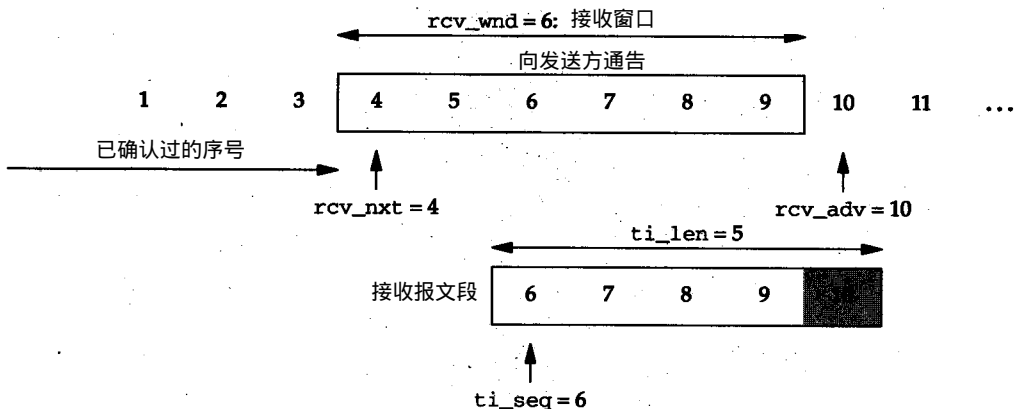 rcv_wnd = 6: 接收窗口
向发送方通告
1 2 3 4 5 6 7 8 9 10 11 ...
已确认过的序号
rcv_nxt = 4
rcv_adv = 10
ti_len = 5
接收报文段 6 7 8 9
ti_seq = 6